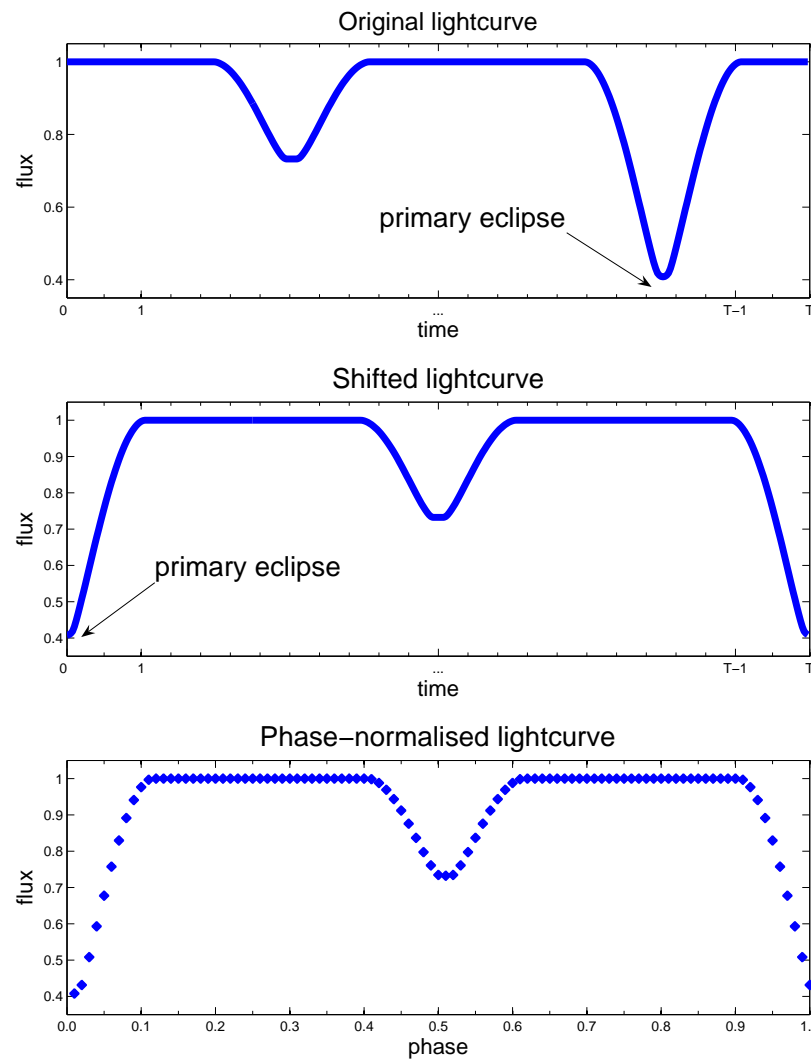 Original lightcurve
1
0.8
0.6
0.4
flux
primary eclipse
0 1 ... T−1 T
time
Shifted lightcurve
1
0.9
0.8
0.7
0.6
0.5
0.4
flux
primary eclipse
0 1 ... T−1 T
time
Phase−normalised lightcurve
1
0.9
0.8
0.7
0.6
0.5
0.4
flux
0.0 0.1 0.2 0.3 0.4 0.5 0.6 0.7 0.8 0.9 1.
phase